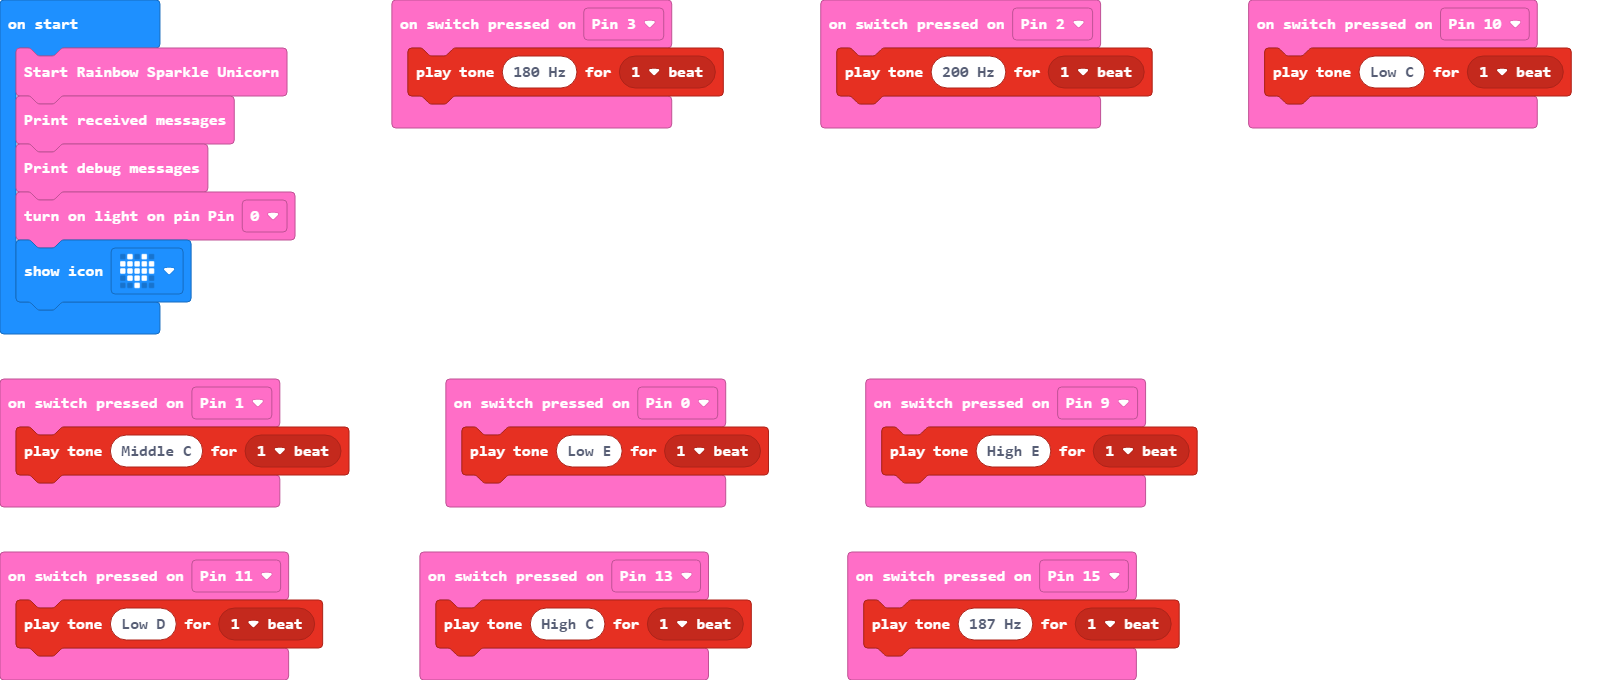 on start
Start Rainbow Sparkle Unicorn
Print received messages
Print debug messages
turn on light on pin Pin 0
show icon
on switch pressed on Pin 3
play tone 180 Hz for 1 beat
on switch pressed on Pin 2
play tone 200 Hz for 1 beat
on switch pressed on Pin 10
play tone Low C for 1 beat
on switch pressed on Pin 1
play tone Middle C for 1 beat
on switch pressed on Pin 0
play tone Low E for 1 beat
on switch pressed on Pin 9
play tone High E for 1 beat
on switch pressed on Pin 11
play tone Low D for 1 beat
on switch pressed on Pin 13
play tone High C for 1 beat
on switch pressed on Pin 15
play tone 187 Hz for 1 beat